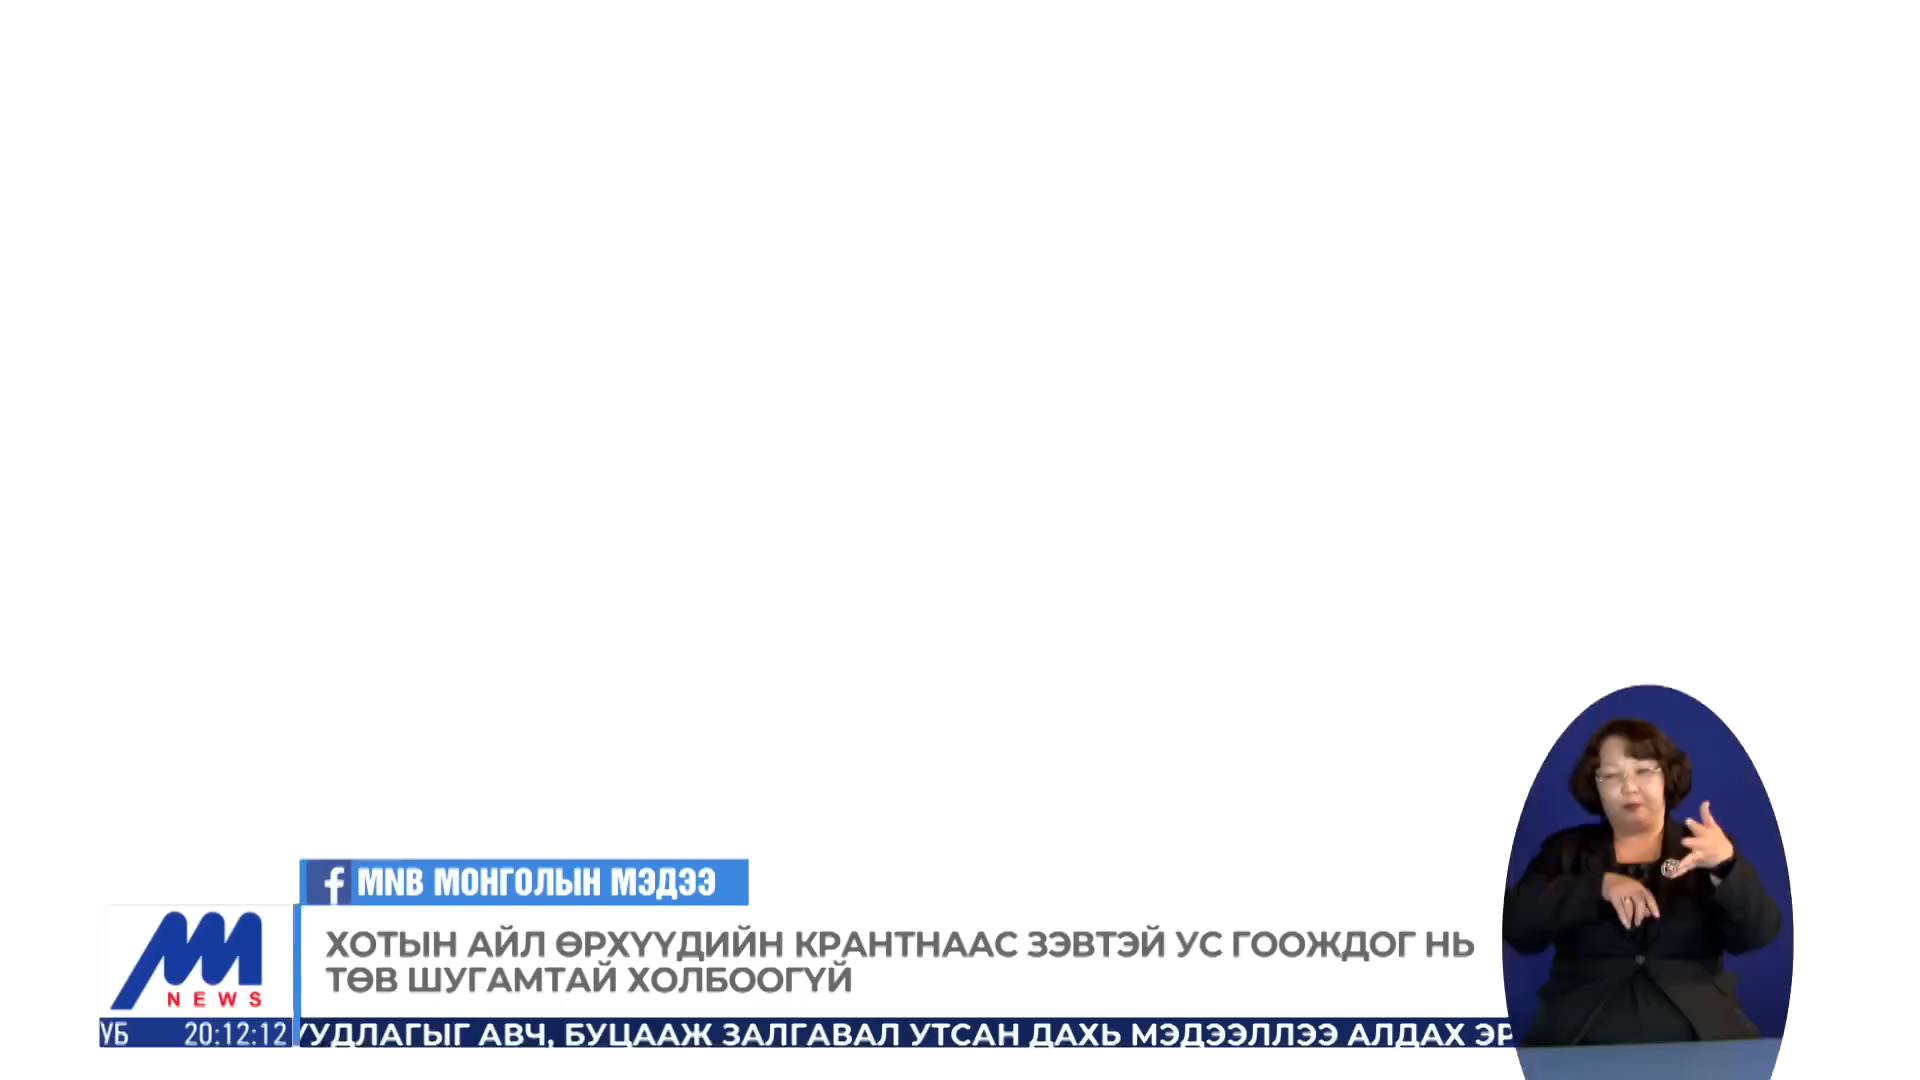 MNB МОНГОЛЫН МЭДЭЭ
ХОТЫН АЙЛ ӨРХҮҮДИЙН КРАНТНААС ЗЭВТЭЙ УС ГООЖДОГ НЬ
ТӨВ ШУГАМТАЙ ХОЛБООГҮЙ
NEWS
УБ 20:12:12
АВЧ, БУЦААЖ ЗАЛГАВАЛ УТСАН ДАХЬ МЭДЭЭЛЛЭЭ АЛДАХ